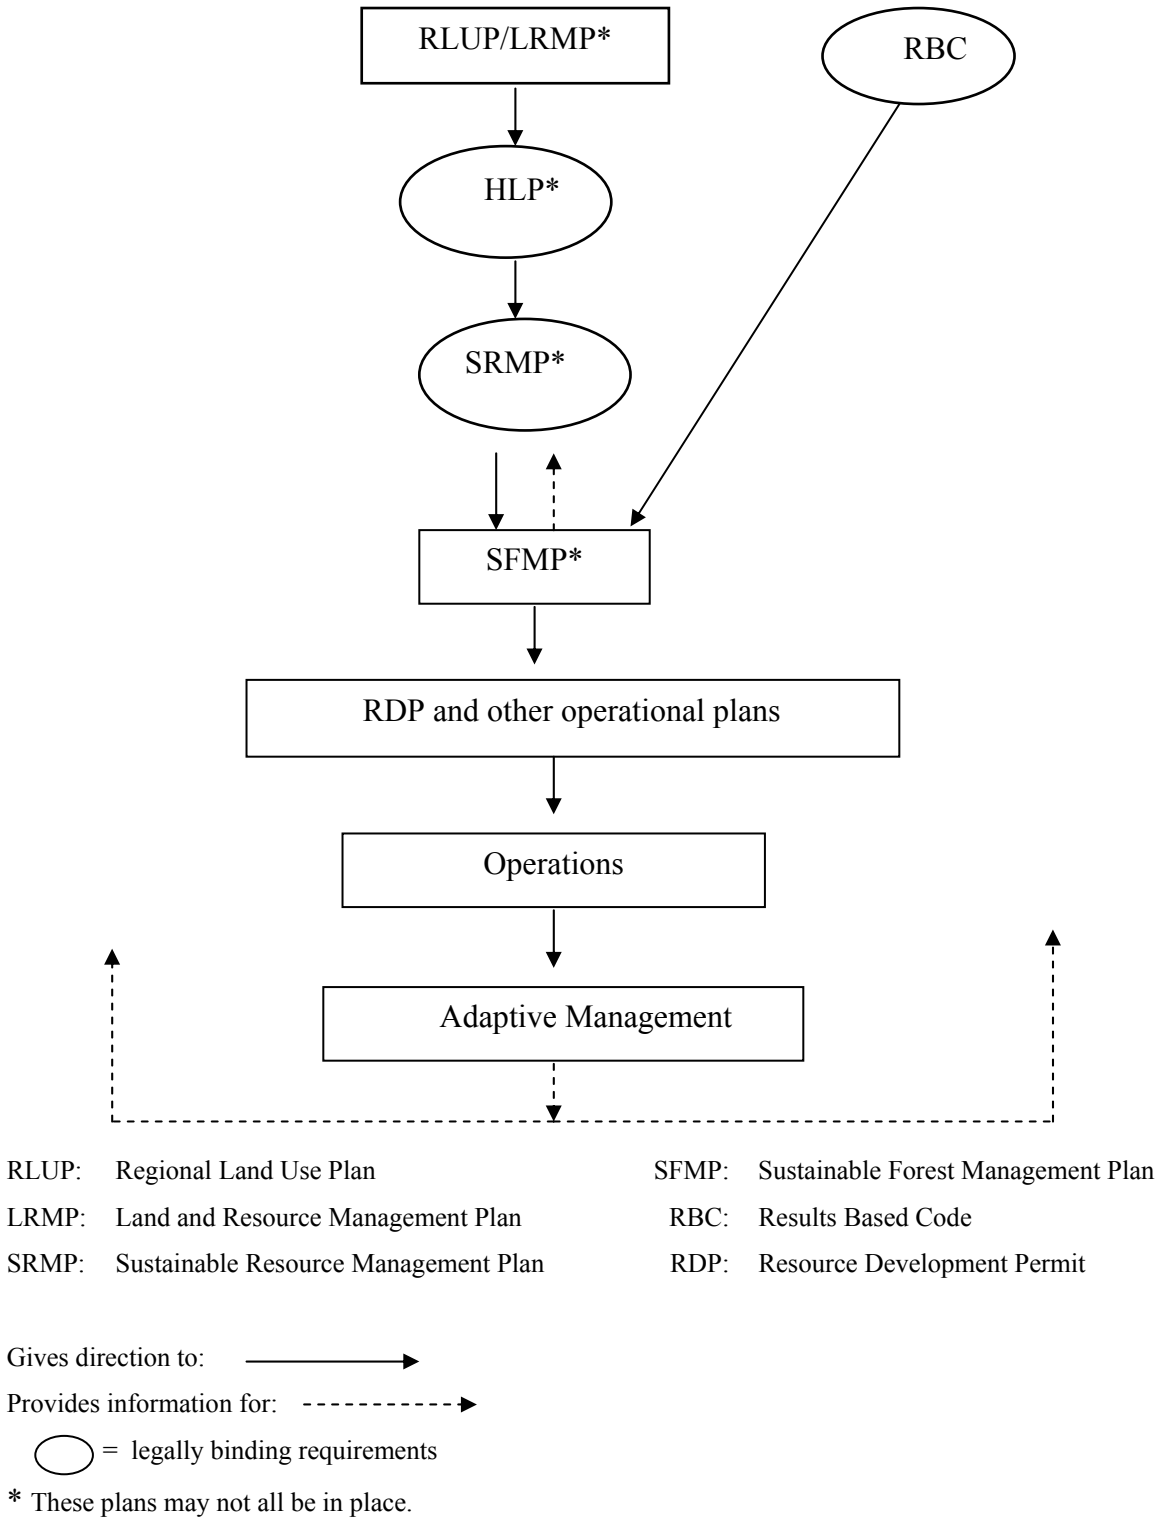 RLUP/LRMP*
RBC
HLP*
SRMP*
SFMP*
RDP and other operational plans
Operations
Adaptive Management
RLUP: Regional Land Use Plan
SFMP: Sustainable Forest Management Plan
LRMP: Land and Resource Management Plan
RBC: Results Based Code
SRMP: Sustainable Resource Management Plan
RDP: Resource Development Permit
Gives direction to:
Provides information for:
= legally binding requirements
* These plans may not all be in place.